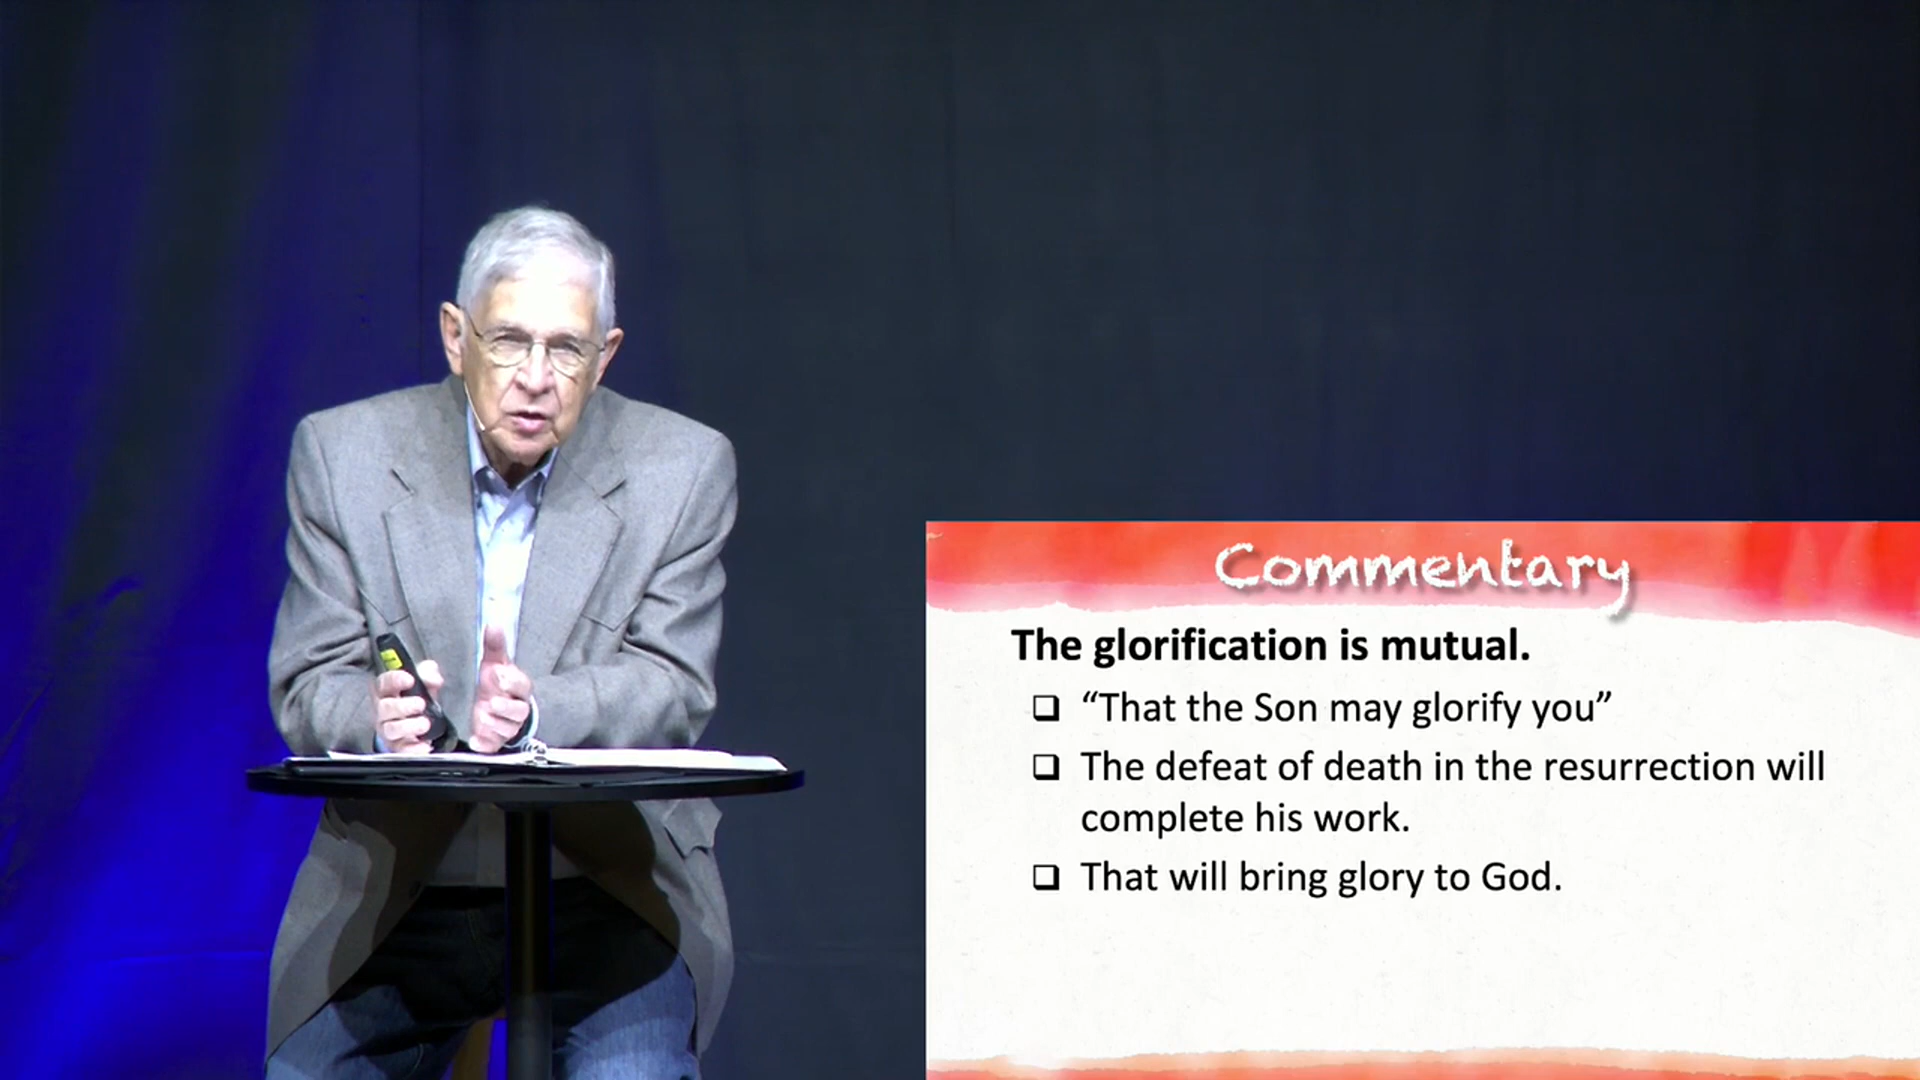 Commentary
The glorification is mutual.
❑ “That the Son may glorify you”
❑ The defeat of death in the resurrection will
complete his work.
❑ That will bring glory to God.